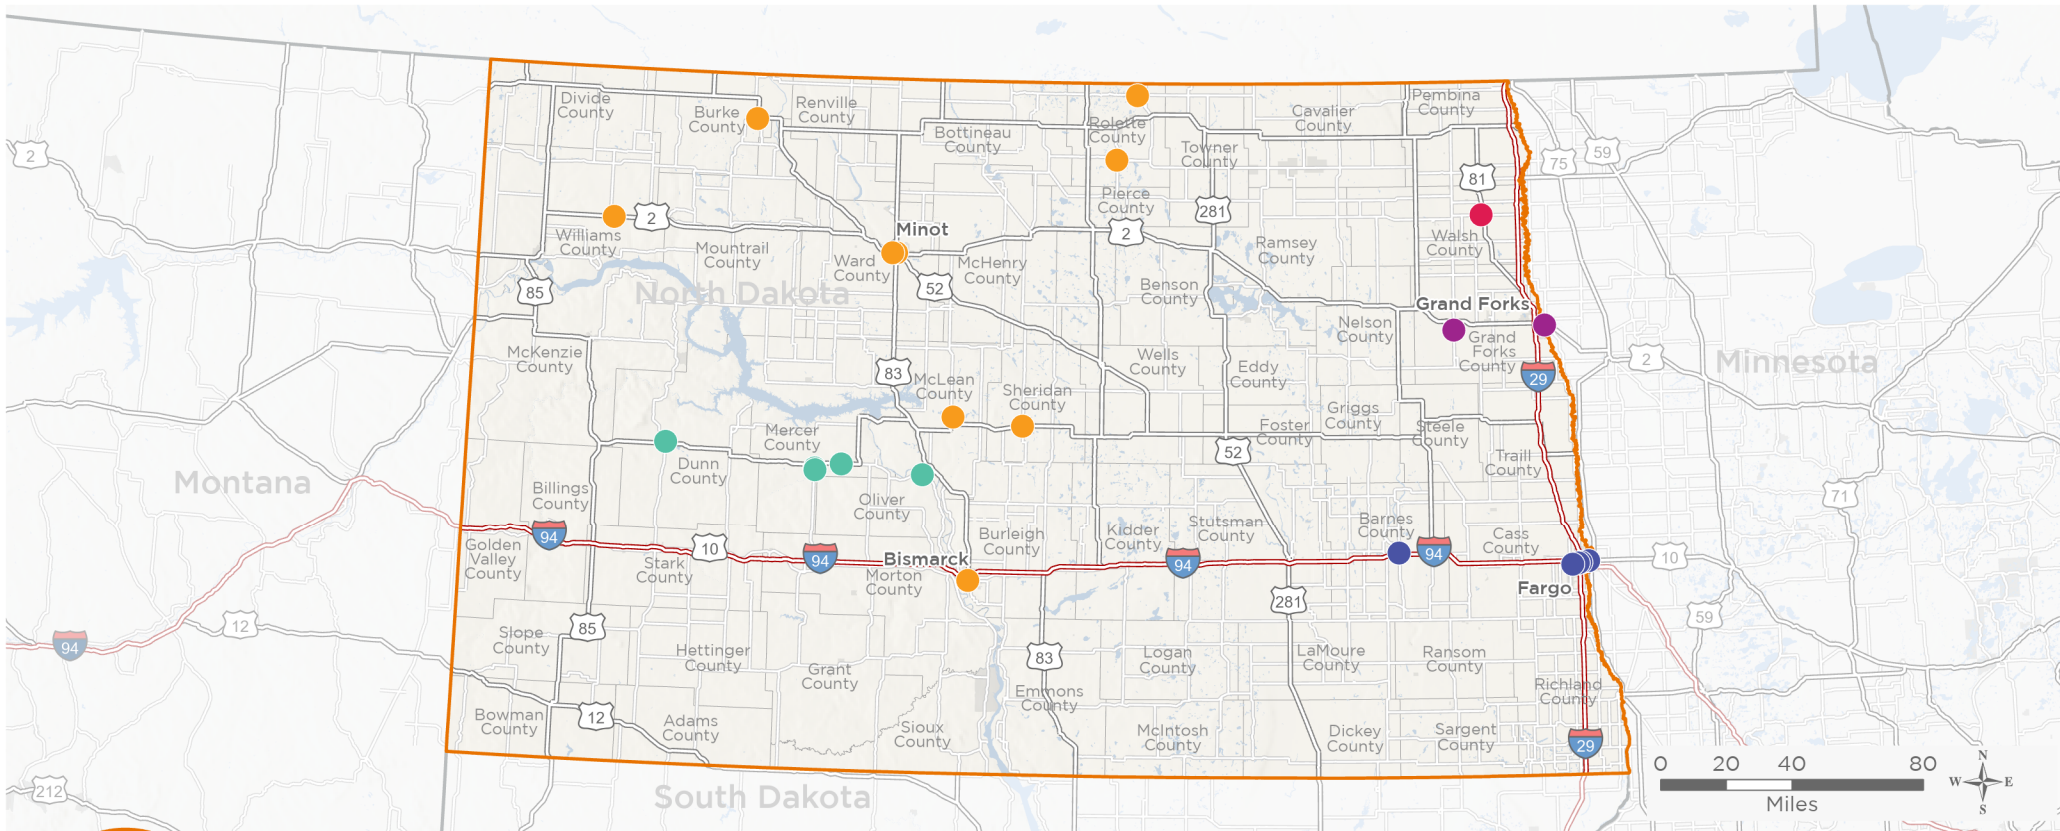 Divide
County
Burke
County
Renville
County
Bottineau
County
Rolette
County
Towner
County
Cavalier
County
Pembina
County
2
75
59
81
Williams
County
2
Mountrail
County
Minot
Ward
County
McHenry
County
52
Pierce
County
2
281
Ramsey
County
Walsh
County
85
North Dakota
Benson
County
Grand Forks
Nelson
County
Grand
Forks
County
29
2
Minnesota
McKenzie
County
83
McLean
County
Sheridan
County
Wells
County
Eddy
County
Griggs
County
Foster
County
Steele
County
Traill
County
52
71
Montana
Mercer
County
Dunn
County
Oliver
County
Billings
County
94
Golden
Valley
County
10
Stark
County
94
Bismarck
Morton
County
Burleigh
County
Kidder
County
Stutsman
County
94
Barnes
County
94
Cass
County
Fargo
10
281
59
94
12
85
Slope
County
Hettinger
County
Grant
County
83
Emmons
County
Logan
County
LaMoure
County
Ransom
County
Richland
County
Bowman
County
12
Adams
County
Sioux
County
McIntosh
County
Dickey
County
Sargent
County
29
212
South Dakota
0 20 40 80
Miles
N
W E
S